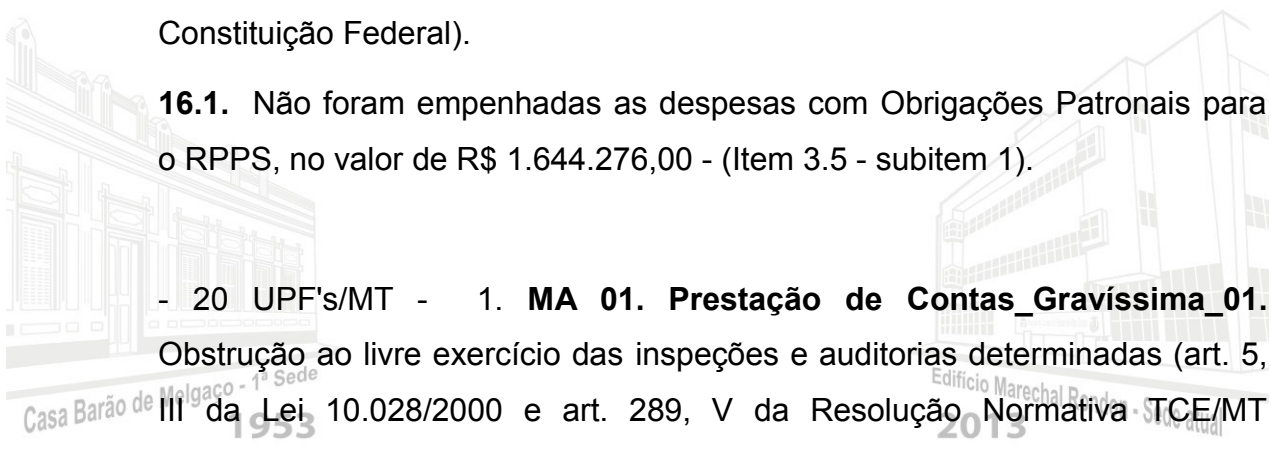 Constituição Federal).
16.1. Não foram empenhadas as despesas com Obrigações Patronais para
o RPPS, no valor de R$ 1.644.276,00 - (Item 3.5 - subitem 1).
- 20 UPF's/MT - 1. MA 01. Prestação de Contas_Gravíssima_01.
Obstrução ao livre exercício das inspeções e auditorias determinadas (art. 5,
III da Lei 10.028/2000 e art. 289, V da Resolução Normativa TCE/MT
Casa Barão de Melgaço - 1ª Sede
1953
Edifício Marechal Rondon - Sede atual
2013